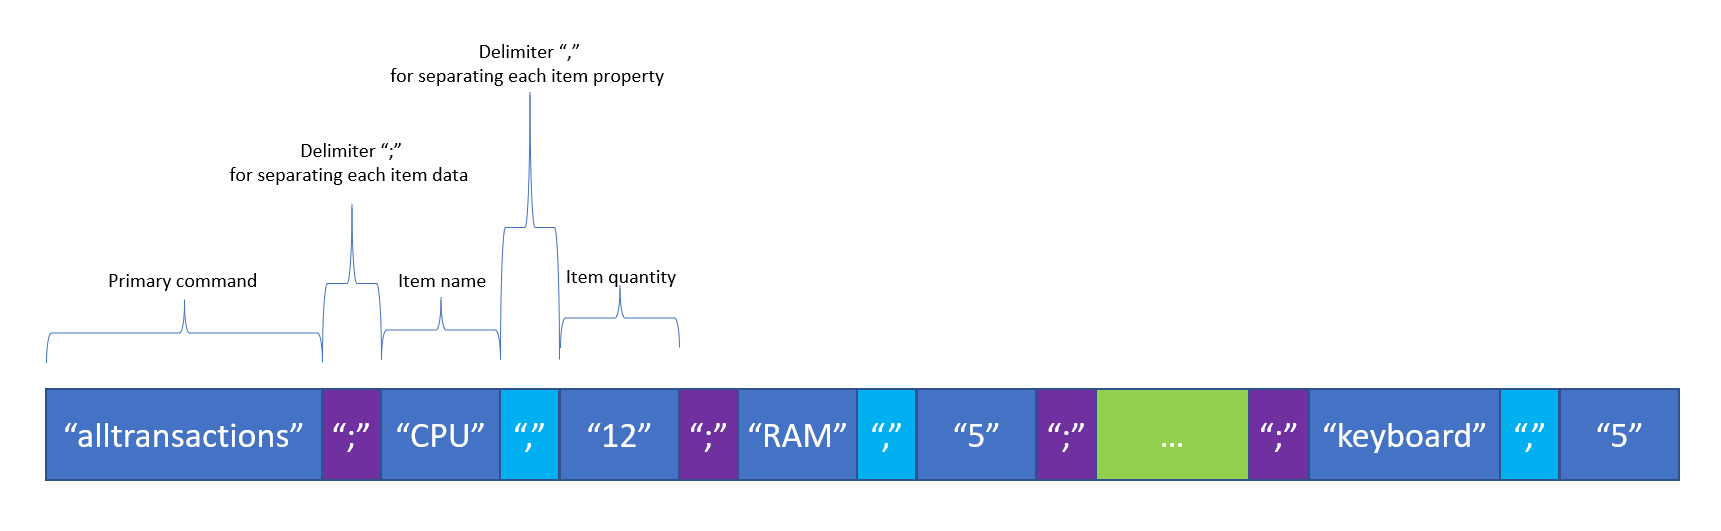 Delimiter “,”
for separating each item property
Delimiter “;”
for separating each item data
Primary command
Item name
Item quantity
“alltransactions” “;” “CPU” “,” “12” “;” “RAM” “,” “5” “;” ... “;” “keyboard” “,” “5”